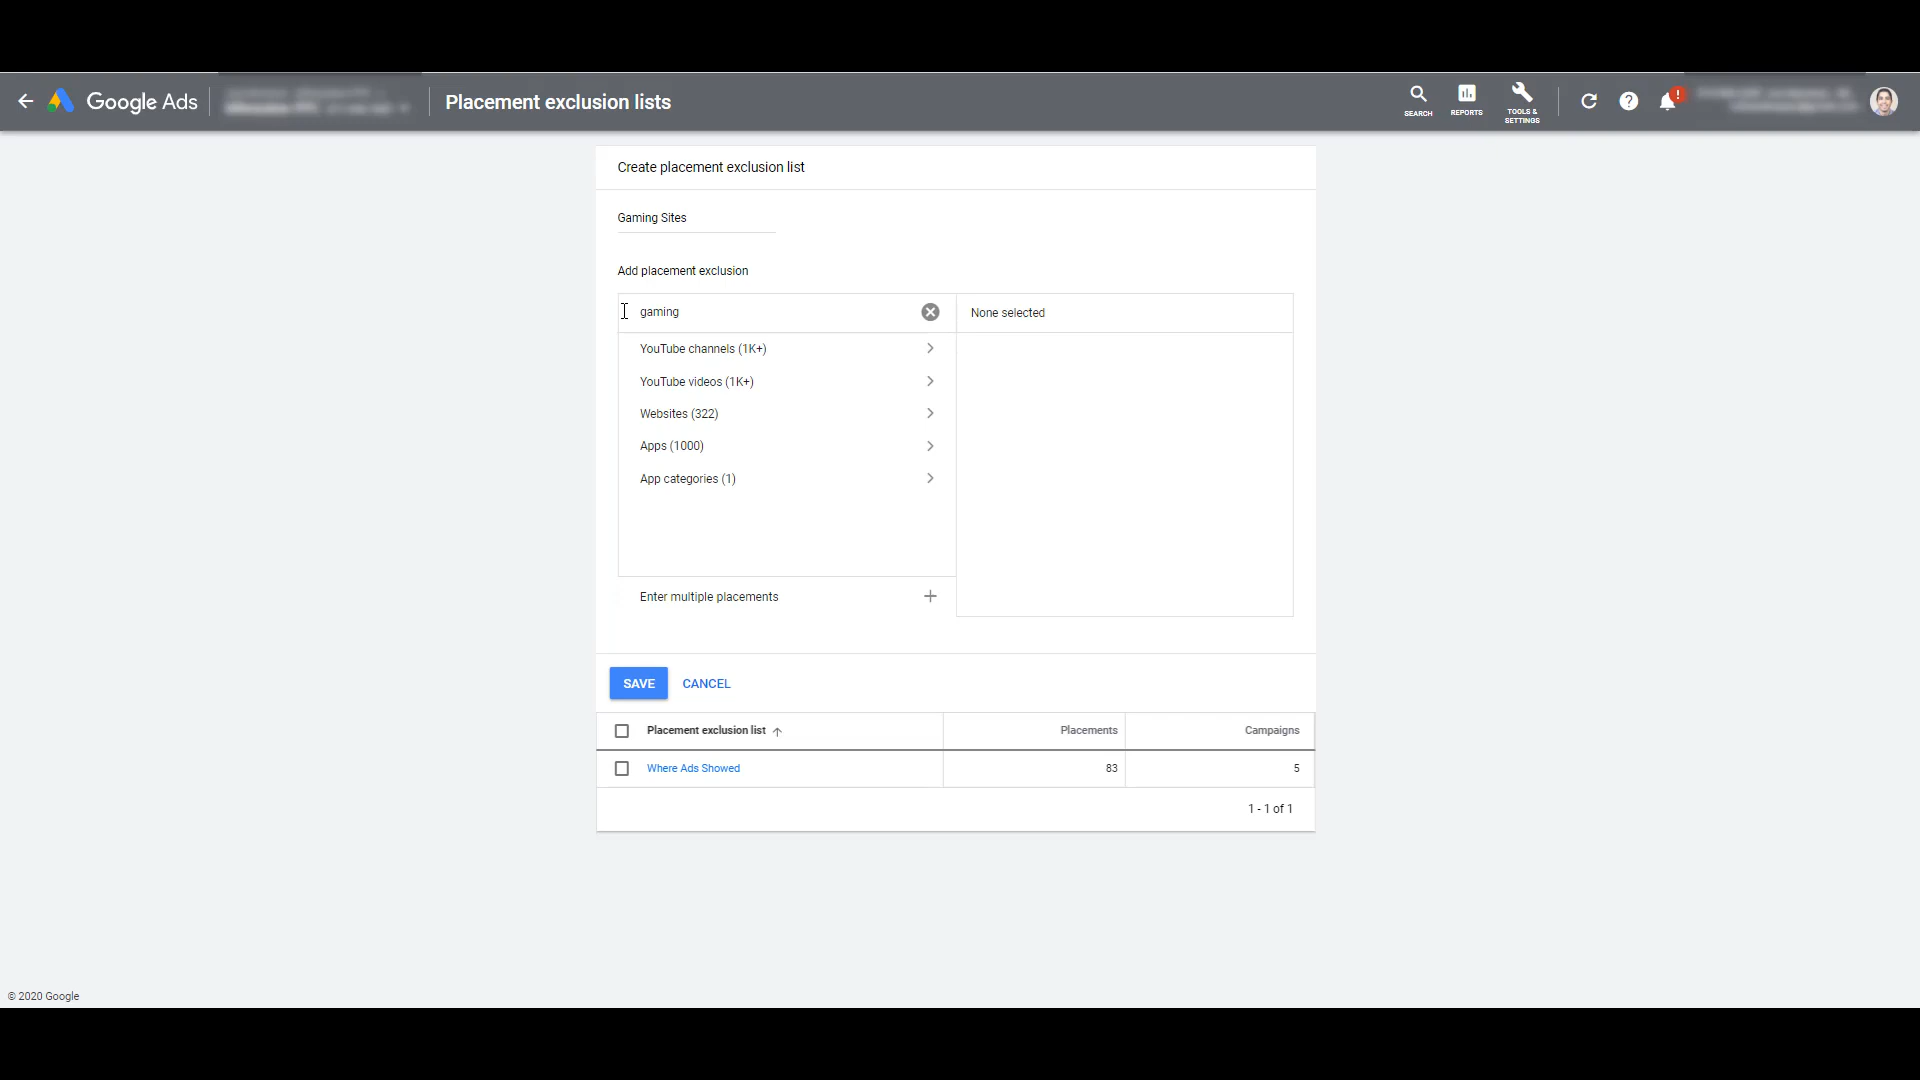 Google Ads
Placement exclusion lists
SEARCH
REPORTS
TOOLS &
SETTINGS
!
Create placement exclusion list
Gaming Sites
Add placement exclusion
gaming
None selected
YouTube channels (1K+)
YouTube videos (1K+)
Websites (322)
Apps (1000)
App categories (1)
Enter multiple placements
SAVE
CANCEL
Placement exclusion list
Placements
Campaigns
Where Ads Showed
83
5
1 - 1 of 1
© 2020 Google